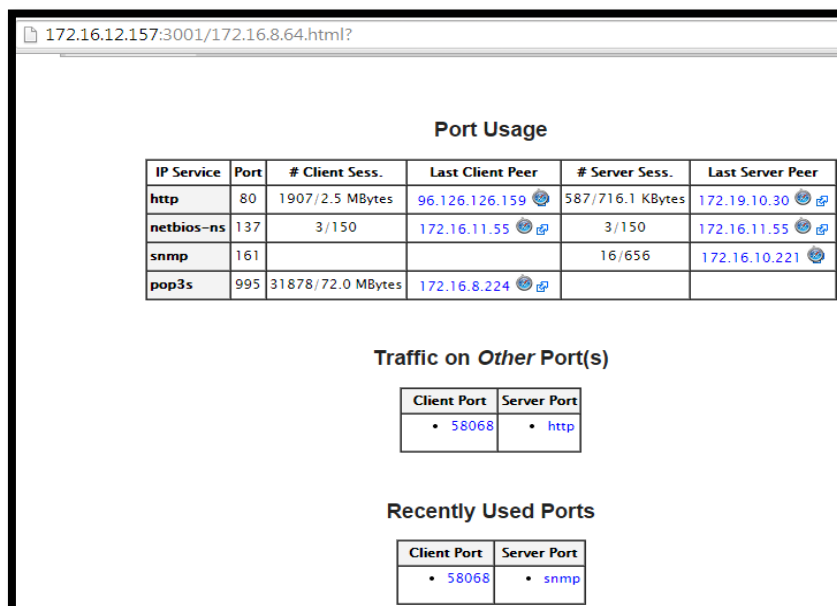 172.16.12.157:3001/172.16.8.64.html?
Port Usage
IP Service Port # Client Sess. Last Client Peer # Server Sess. Last Server Peer
http 80 1907/2.5 MBytes 96.126.126.159 587/716.1 KBytes 172.19.10.30
netbios-ns 137 3/150 172.16.11.55 3/150 172.16.11.55
snmp 161 16/656 172.16.10.221
pop3s 995 31878/72.0 MBytes 172.16.8.224
Traffic on Other Port(s)
Client Port Server Port
• 58068 • http
Recently Used Ports
Client Port Server Port
• 58068 • snmp